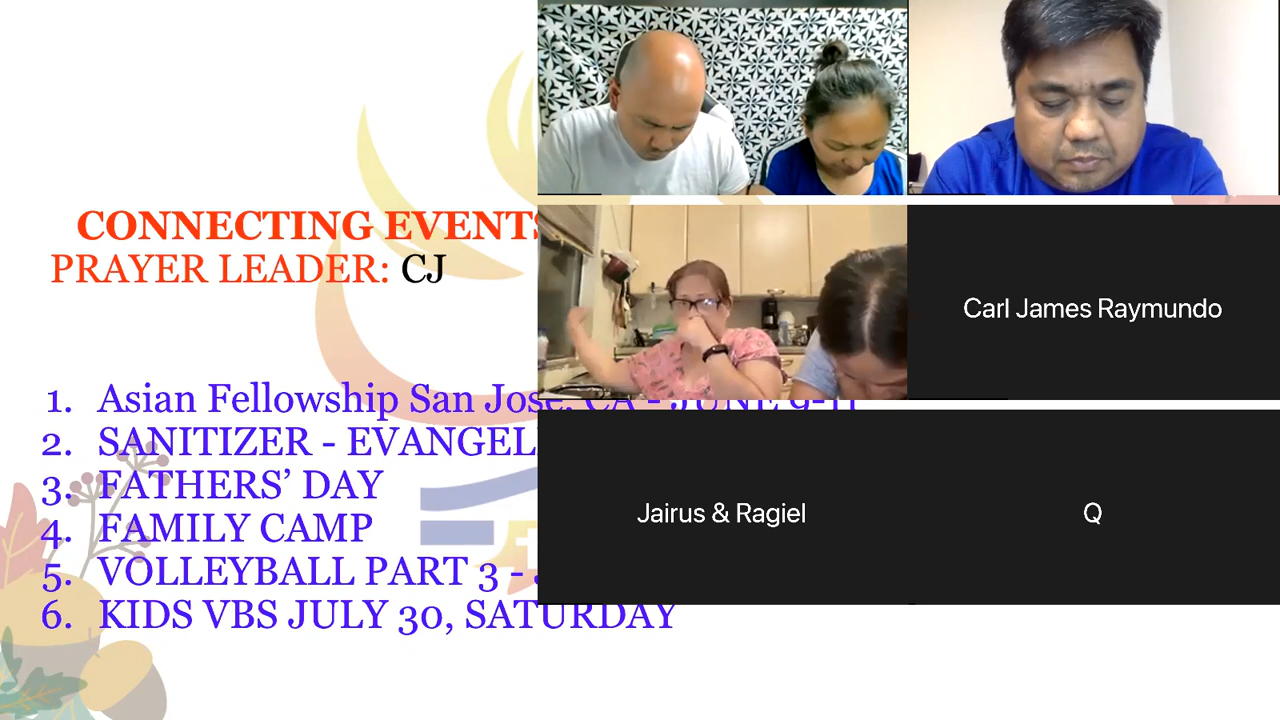 CONNECTING EVENTS
PRAYER LEADER: CJ
1. Asian Fellowship San Jose, CA - JUNE 9-11
2. SANITIZER - EVANGEL
3. FATHERS’ DAY
4. FAMILY CAMP
5. VOLLEYBALL PART 3 -
6. KIDS VBS JULY 30, SATURDAY
Carl James Raymundo
Jairus & Ragiel
Q